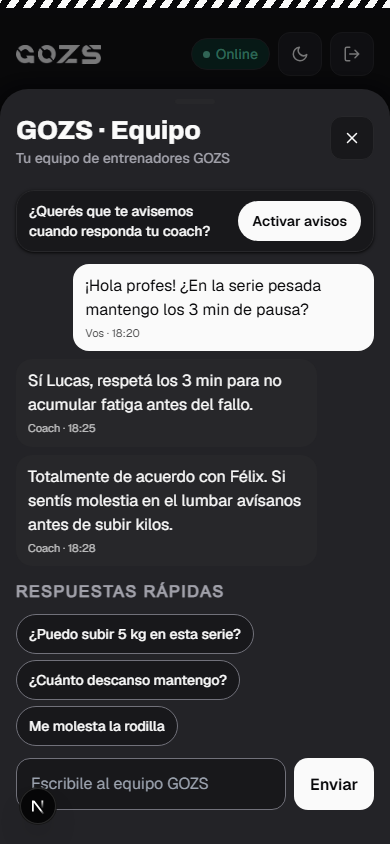 GOZS
Online
GOZS · Equipo
Tu equipo de entrenadores GOZS
¿Querés que te avisemos
cuando responda tu coach?
Activar avisos
¡Hola profes! ¿En la serie pesada
mantengo los 3 min de pausa?
Vos · 18:20
Sí Lucas, respetá los 3 min para no
acumular fatiga antes del fallo.
Coach · 18:25
Totalmente de acuerdo con Félix. Si
sentís molestia en el lumbar avísanos
antes de subir kilos.
Coach · 18:28
RESPUESTAS RÁPIDAS
¿Puedo subir 5 kg en esta serie?
¿Cuánto descanso mantengo?
Me molesta la rodilla
Escribile al equipo GOZS
Enviar
N